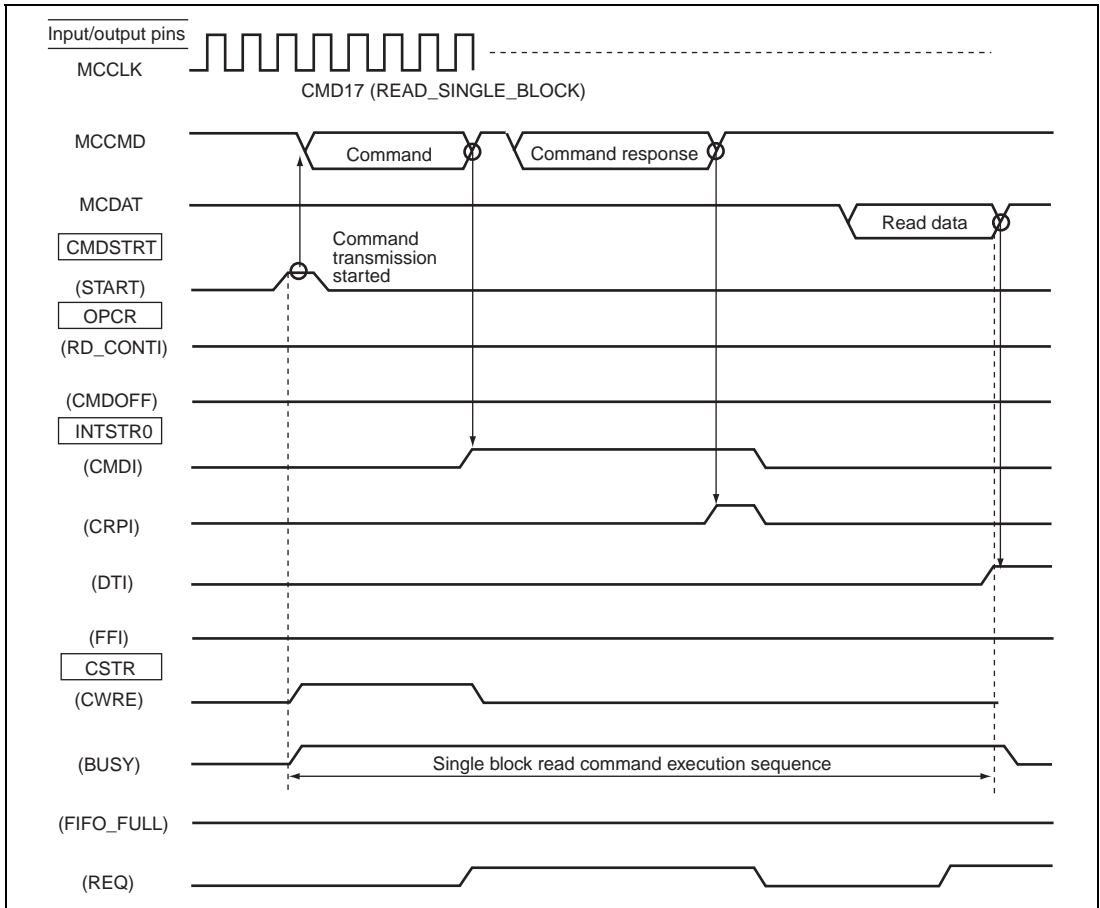 Input/output pins
MCCLK
CMD17 (READ_SINGLE_BLOCK)
MCCMD
Command
Command response
MCDAT
Read data
CMDSTRT
Command
transmission
started
(START)
OPCR
(RD_CONTI)
(CMDOFF)
INTSTR0
(CMDI)
(CRPI)
(DTI)
(FFI)
CSTR
(CWRE)
(BUSY)
Single block read command execution sequence
(FIFO_FULL)
(REQ)